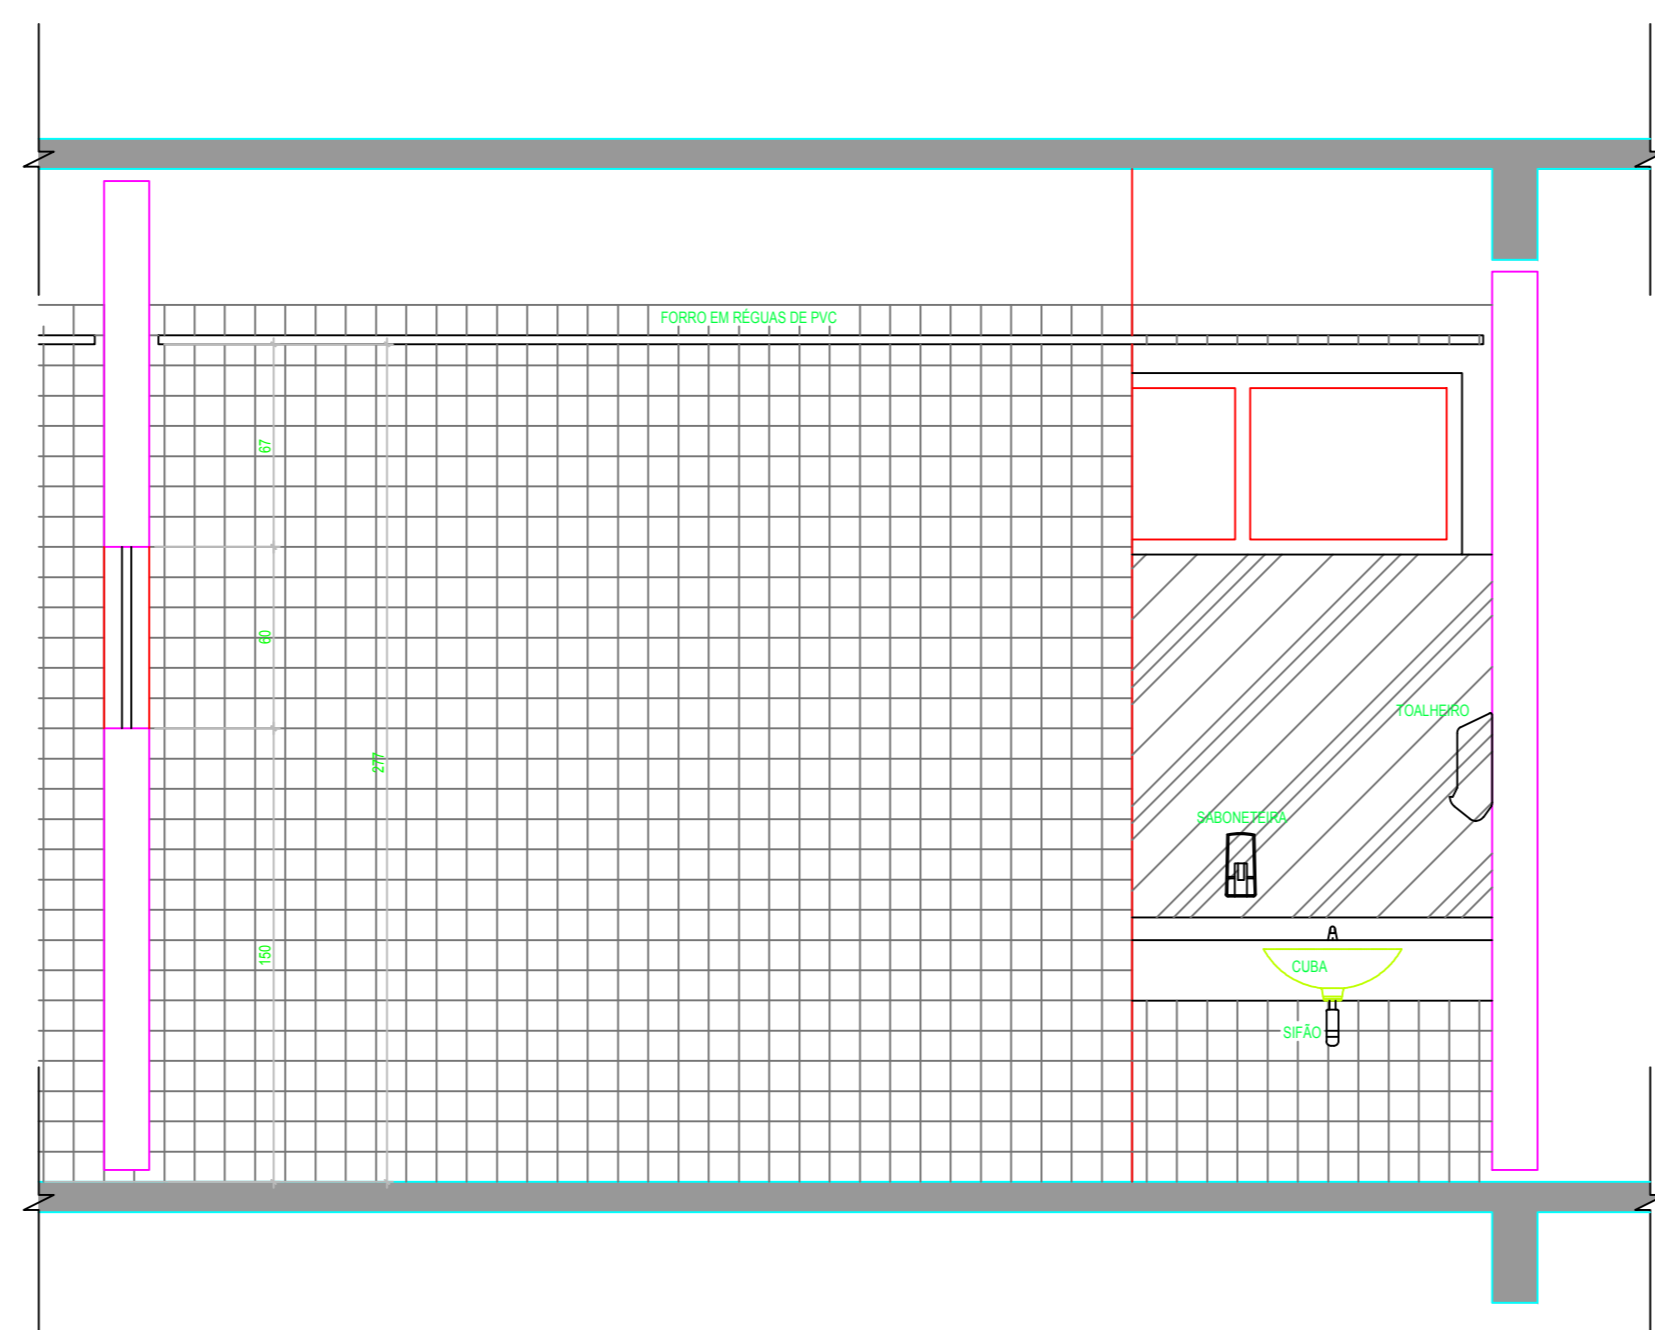 FORRO EM RÉGUAS DE PVC
67
60
277
150
TOALHEIRO
SABONETEIRA
CUBA
SIFÃO